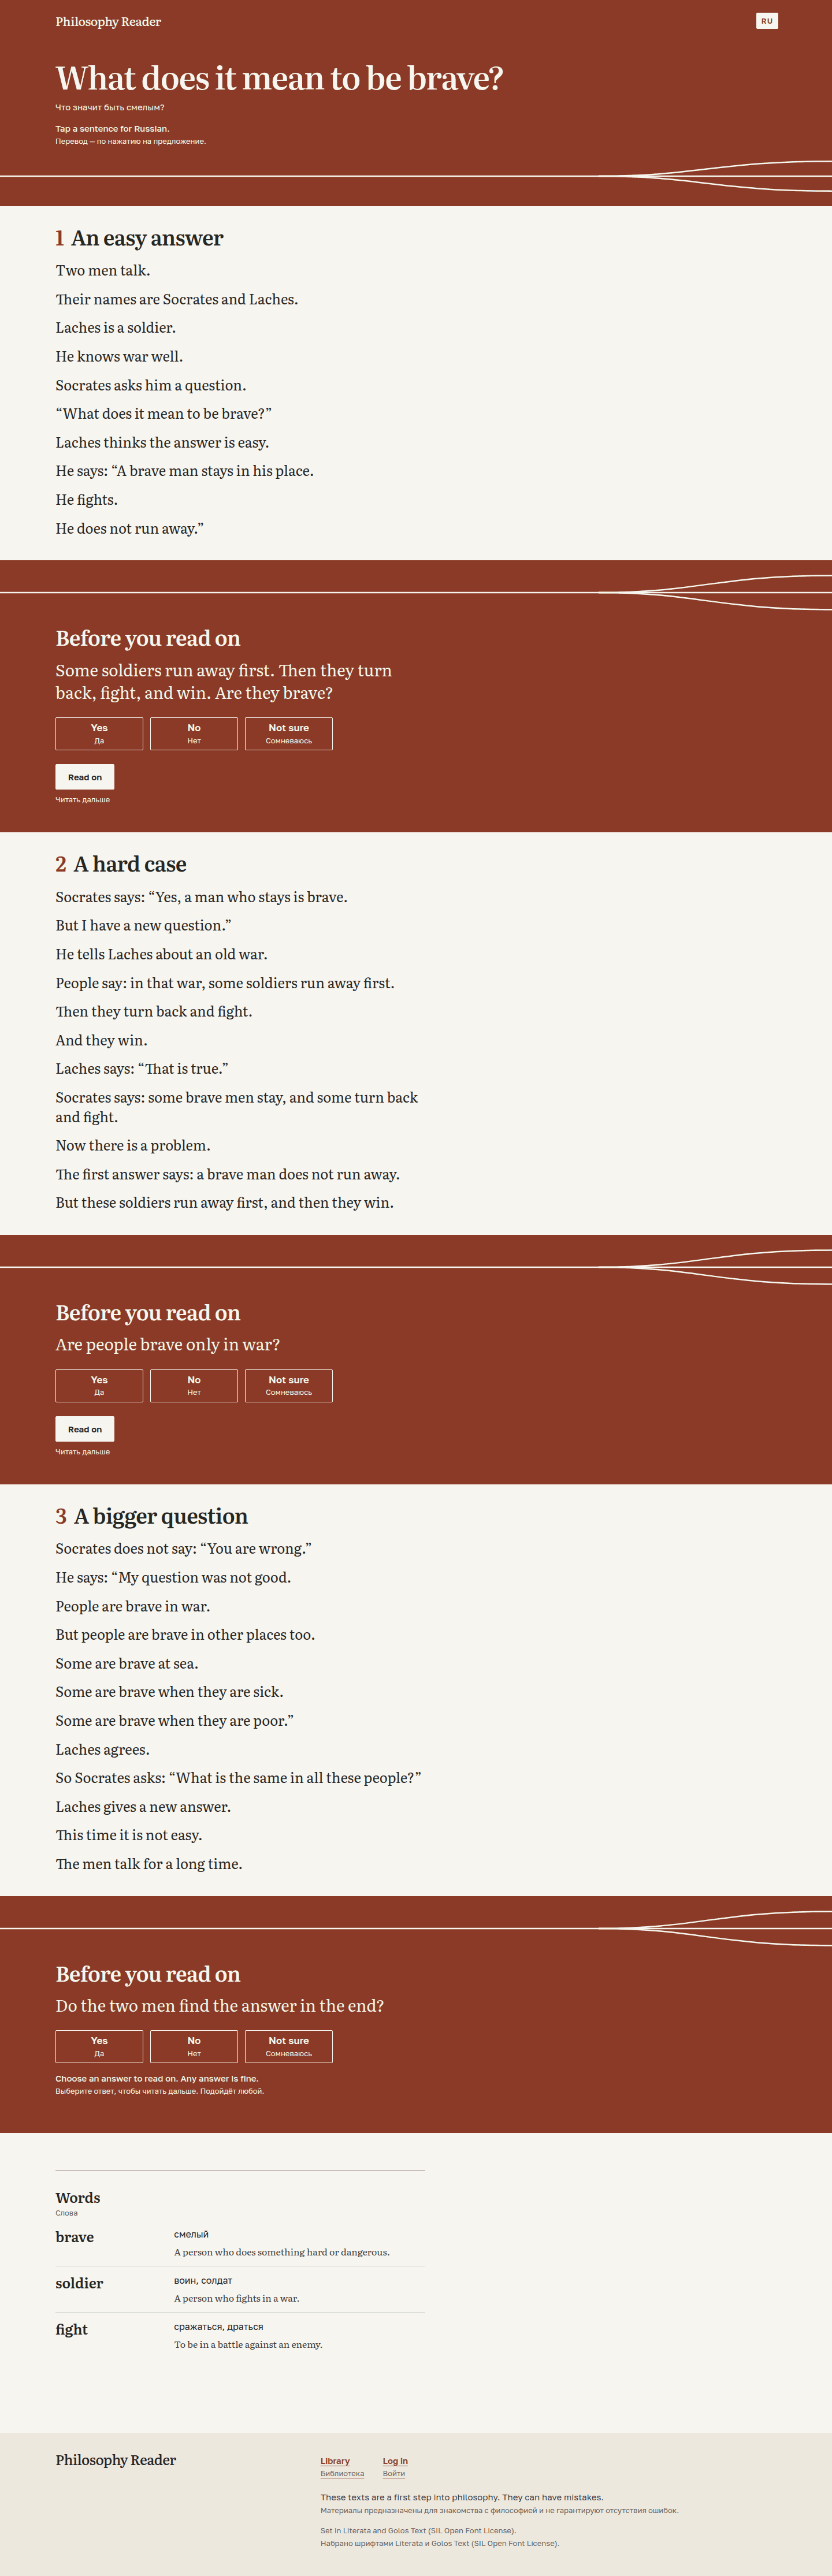 Philosophy Reader
RU
What does it mean to be brave?
Что значит быть смелым?
Tap a sentence for Russian.
Перевод — по нажатию на предложение.
1 An easy answer
Two men talk.
Their names are Socrates and Laches.
Laches is a soldier.
He knows war well.
Socrates asks him a question.
“What does it mean to be brave?”
Laches thinks the answer is easy.
He says: “A brave man stays in his place.
He fights.
He does not run away.”
Before you read on
Some soldiers run away first. Then they turn
back, fight, and win. Are they brave?
Yes No Not sure
Да Нет Сомневаюсь
Read on
Читать дальше
2 A hard case
Socrates says: “Yes, a man who stays is brave.
But I have a new question.”
He tells Laches about an old war.
People say: in that war, some soldiers run away first.
Then they turn back and fight.
And they win.
Laches says: “That is true.”
Socrates says: some brave men stay, and some turn back
and fight.
Now there is a problem.
The first answer says: a brave man does not run away.
But these soldiers run away first, and then they win.
Before you read on
Are people brave only in war?
Yes No Not sure
Да Нет Сомневаюсь
Read on
Читать дальше
3 A bigger question
Socrates does not say: “You are wrong.”
He says: “My question was not good.
People are brave in war.
But people are brave in other places too.
Some are brave at sea.
Some are brave when they are sick.
Some are brave when they are poor.”
Laches agrees.
So Socrates asks: “What is the same in all these people?”
Laches gives a new answer.
This time it is not easy.
The men talk for a long time.
Before you read on
Do the two men find the answer in the end?
Yes No Not sure
Да Нет Сомневаюсь
Choose an answer to read on. Any answer is fine.
Выберите ответ, чтобы читать дальше. Подойдёт любой.
Words
Слова
brave смелый
A person who does something hard or dangerous.
soldier воин, солдат
A person who fights in a war.
fight сражаться, драться
To be in a battle against an enemy.
Philosophy Reader
Library Log in
Библиотека Войти
These texts are a first step into philosophy. They can have mistakes.
Материалы предназначены для знакомства с философией и не гарантируют отсутствия ошибок.
Set in Literata and Golos Text (SIL Open Font License).
Набрано шрифтами Literata и Golos Text (SIL Open Font License).